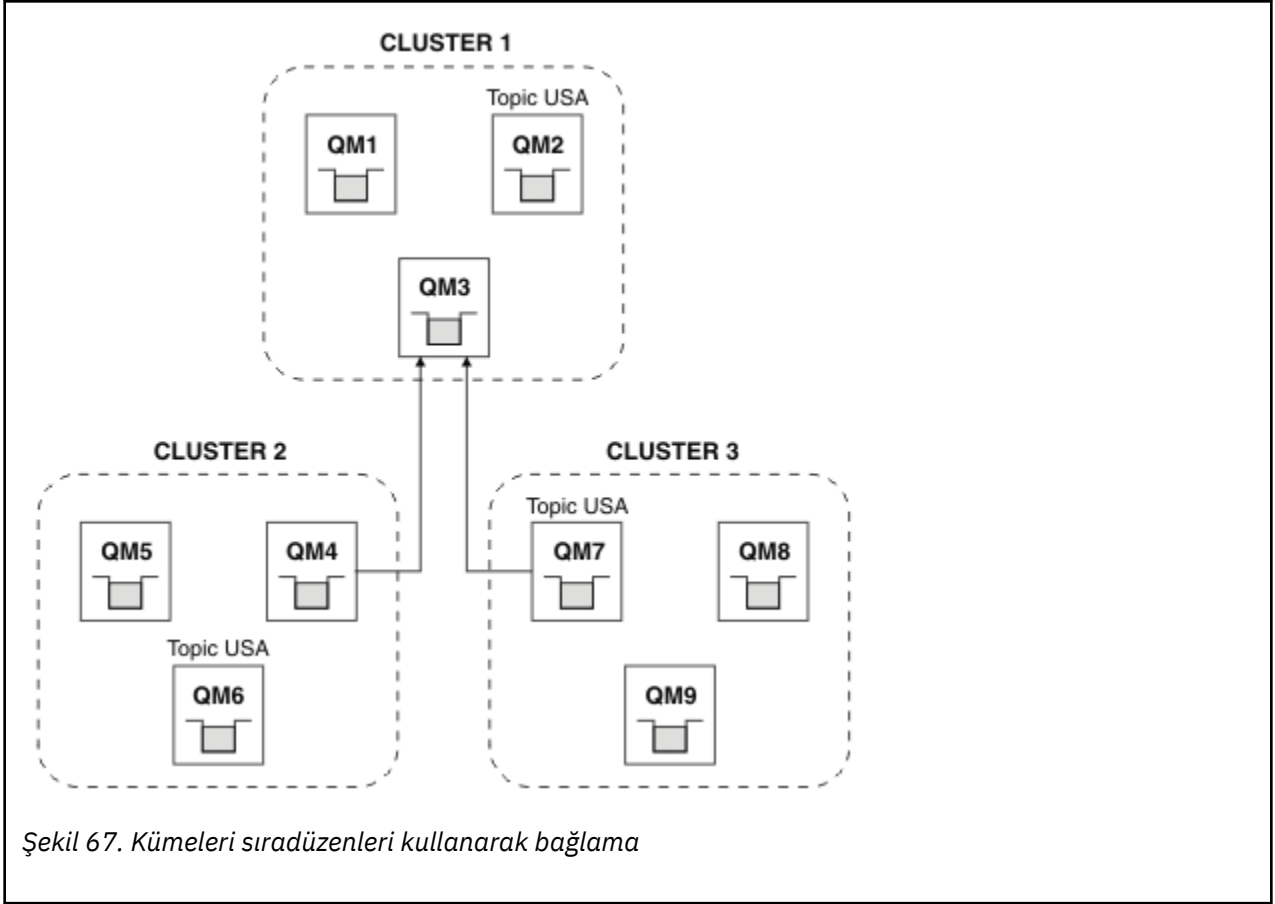 CLUSTER 1
Topic USA
QM1
QM2
QM3
CLUSTER 2
CLUSTER 3
Topic USA
QM5
QM4
QM7
QM8
Topic USA
QM6
QM9
Şekil 67. Kümeleri sıradüzenleri kullanarak bağlama